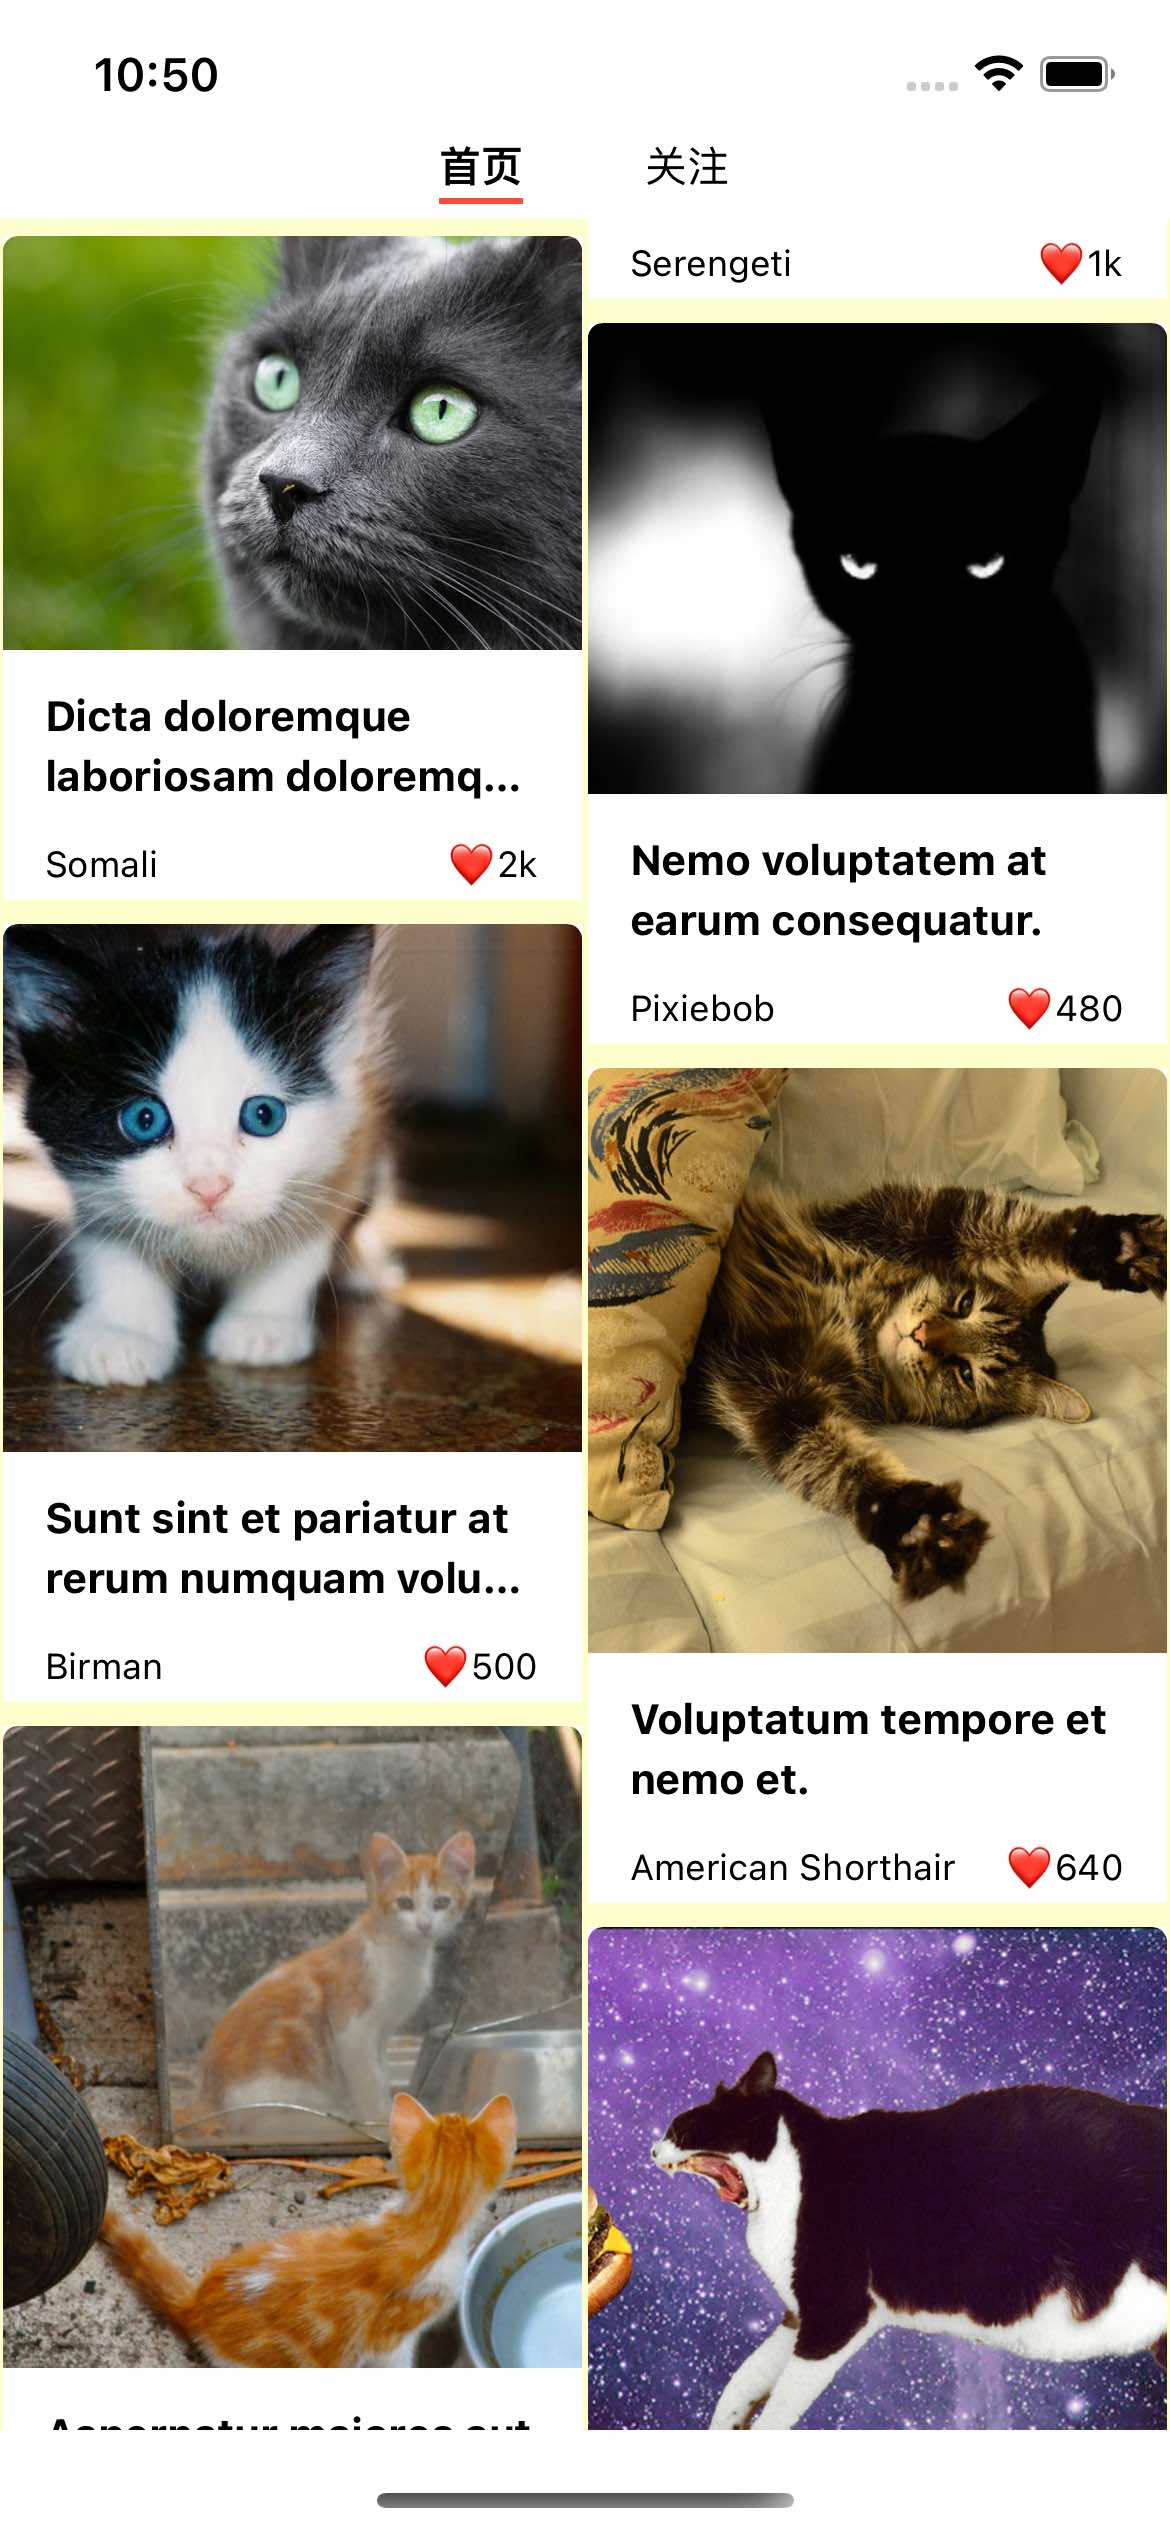 10:50
首页 关注
Serengeti ❤️1k
Dicta doloremque
laboriosam doloremq...
Somali ❤️2k
Nemo voluptatem at
earum consequatur.
Pixiebob ❤️480
Sunt sint et pariatur at
rerum numquam volu...
Birman ❤️500
Voluptatum tempore et
nemo et.
American Shorthair ❤️640